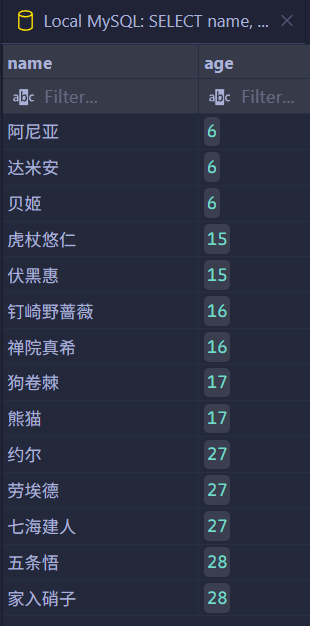 Local MySQL: SELECT name, ...
name age
abc Filter... abc Filter...
阿尼亚 6
达米安 6
贝姬 6
虎杖悠仁 15
伏黑惠 15
钉崎野蔷薇 16
禅院真希 16
狗卷棘 17
熊猫 17
约尔 27
劳埃德 27
七海建人 27
五条悟 28
家入硝子 28